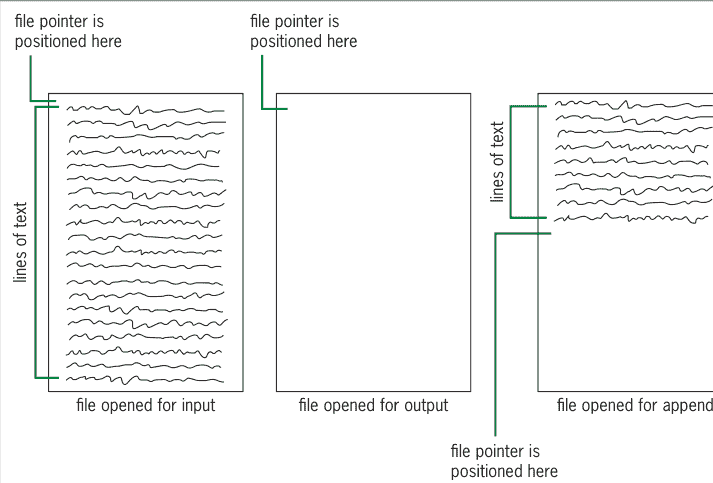 file pointer is
positioned here
file pointer is
positioned here
lines of text
lines of text
file opened for input
file opened for output
file opened for append
file pointer is
positioned here